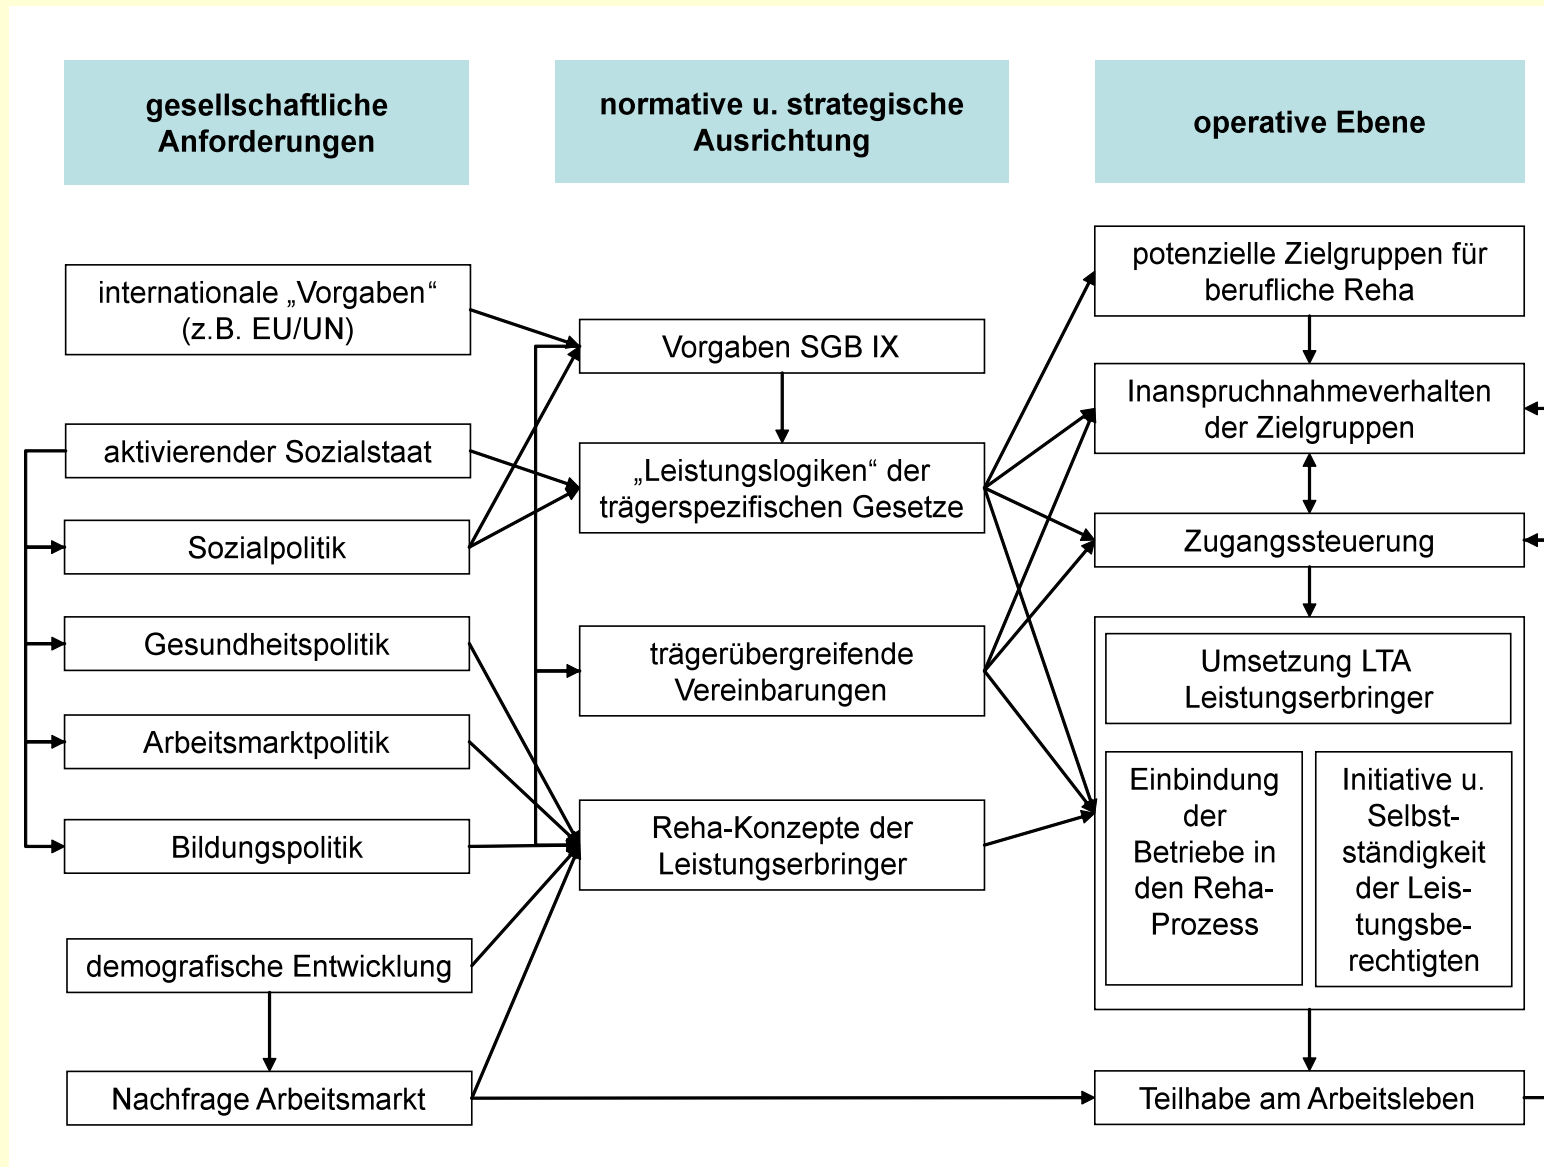 gesellschaftliche
Anforderungen
normative u. strategische
Ausrichtung
operative Ebene
internationale „Vorgaben“
(z.B. EU/UN)
aktivierender Sozialstaat
Sozialpolitik
Gesundheitspolitik
Arbeitsmarktpolitik
Bildungspolitik
demografische Entwicklung
Nachfrage Arbeitsmarkt
Vorgaben SGB IX
„Leistungslogiken“ der
trägerspezifischen Gesetze
trägerübergreifende
Vereinbarungen
Reha-Konzepte der
Leistungserbringer
potenzielle Zielgruppen für
berufliche Reha
Inanspruchnahmeverhalten
der Zielgruppen
Zugangssteuerung
Umsetzung LTA
Leistungserbringer
Einbindung
der
Betriebe in
den Reha-
Prozess
Initiative u.
Selbst-
ständigkeit
der Leis-
tungsbe-
rechtigten
Teilhabe am Arbeitsleben